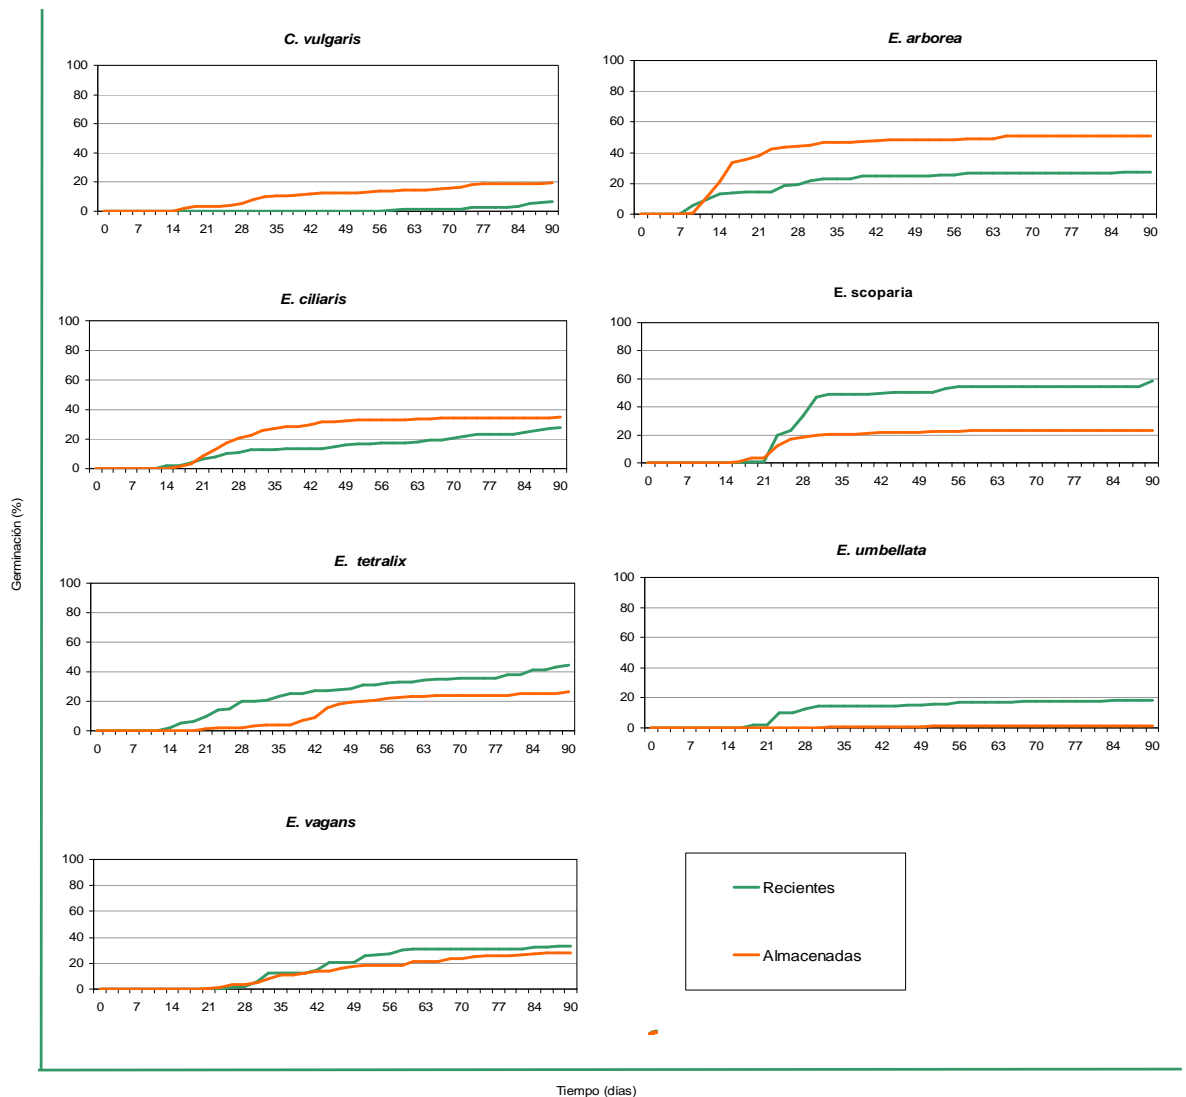 C. vulgaris
100
80
60
40
20
0
0 7 14 21 28 35 42 49 56 63 70 77 84 90
E. arborea
100
80
60
40
20
0
0 7 14 21 28 35 42 49 56 63 70 77 84 90
E. ciliaris
100
80
60
40
20
0
0 7 14 21 28 35 42 49 56 63 70 77 84 90
E. scoparia
100
80
60
40
20
0
0 7 14 21 28 35 42 49 56 63 70 77 84 90
Germinación (%)
E. tetralix
100
80
60
40
20
0
0 7 14 21 28 35 42 49 56 63 70 77 84 90
E. umbellata
100
80
60
40
20
0
0 7 14 21 28 35 42 49 56 63 70 77 84 90
E. vagans
100
80
60
40
20
0
0 7 14 21 28 35 42 49 56 63 70 77 84 90
Recientes
Almacenadas
Tiempo (días)